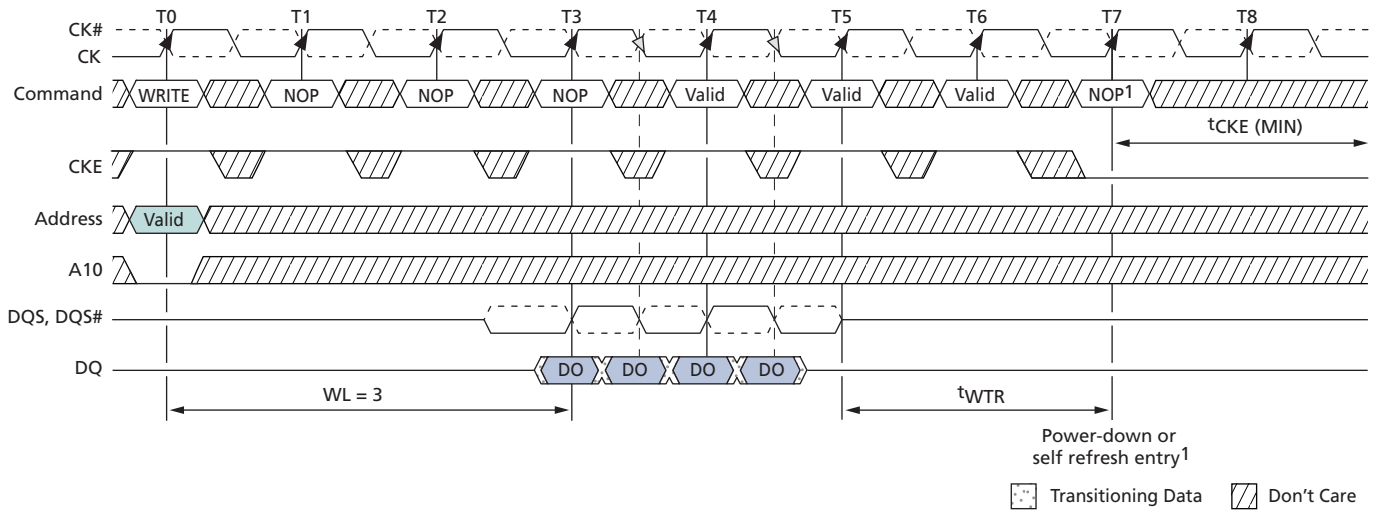 T0 T1 T2 T3 T4 T5 T6 T7 T8
CK#
CK
Command WRITE NOP NOP NOP Valid Valid Valid NOP1
tCKE (MIN)
CKE
Address Valid
A10
DQS, DQS#
DQ DO DO DO DO
WL = 3 tWTR
Power-down or
self refresh entry1
Transitioning Data Don't Care